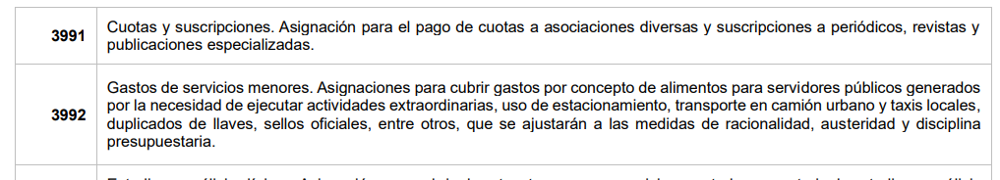 3991
Cuotas y suscripciones. Asignación para el pago de cuotas a asociaciones diversas y suscripciones a periódicos, revistas y
publicaciones especializadas.
3992
Gastos de servicios menores. Asignaciones para cubrir gastos por concepto de alimentos para servidores públicos generados
por la necesidad de ejecutar actividades extraordinarias, uso de estacionamiento, transporte en camión urbano y taxis locales,
duplicados de llaves, sellos oficiales, entre otros, que se ajustarán a las medidas de racionalidad, austeridad y disciplina
presupuestaria.